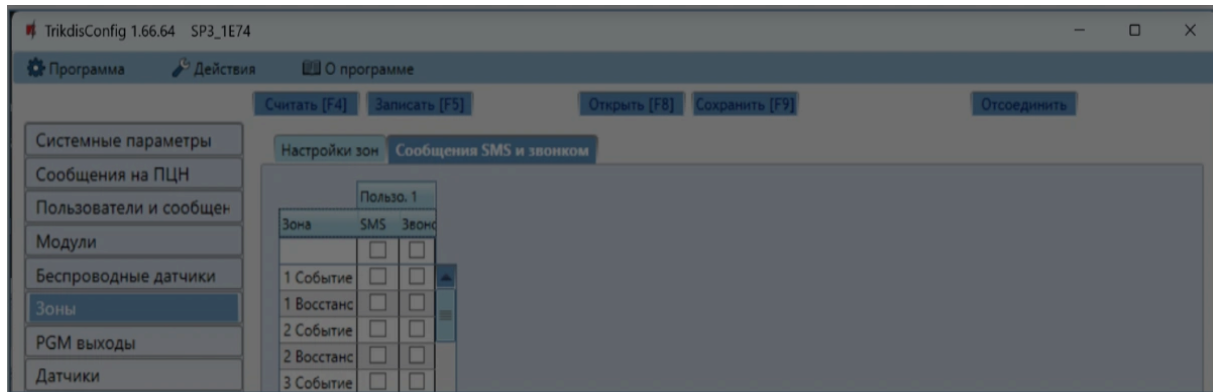 TrikdisConfig 1.66.64 SP3_1E74
Программа Действия О программе
Считать [F4] Записать [F5] Открыть [F8] Сохранить [F9] Отсоединить
Системные параметры
Сообщения на ПЦН
Пользователи и сообщен
Модули
Беспроводные датчики
Зоны
PGM выходы
Датчики
Настройки зон Сообщения SMS и звонком
Пользо. 1
Зона SMS Звонс
1 Событие
1 Восстанс
2 Событие
2 Восстанс
3 Событие